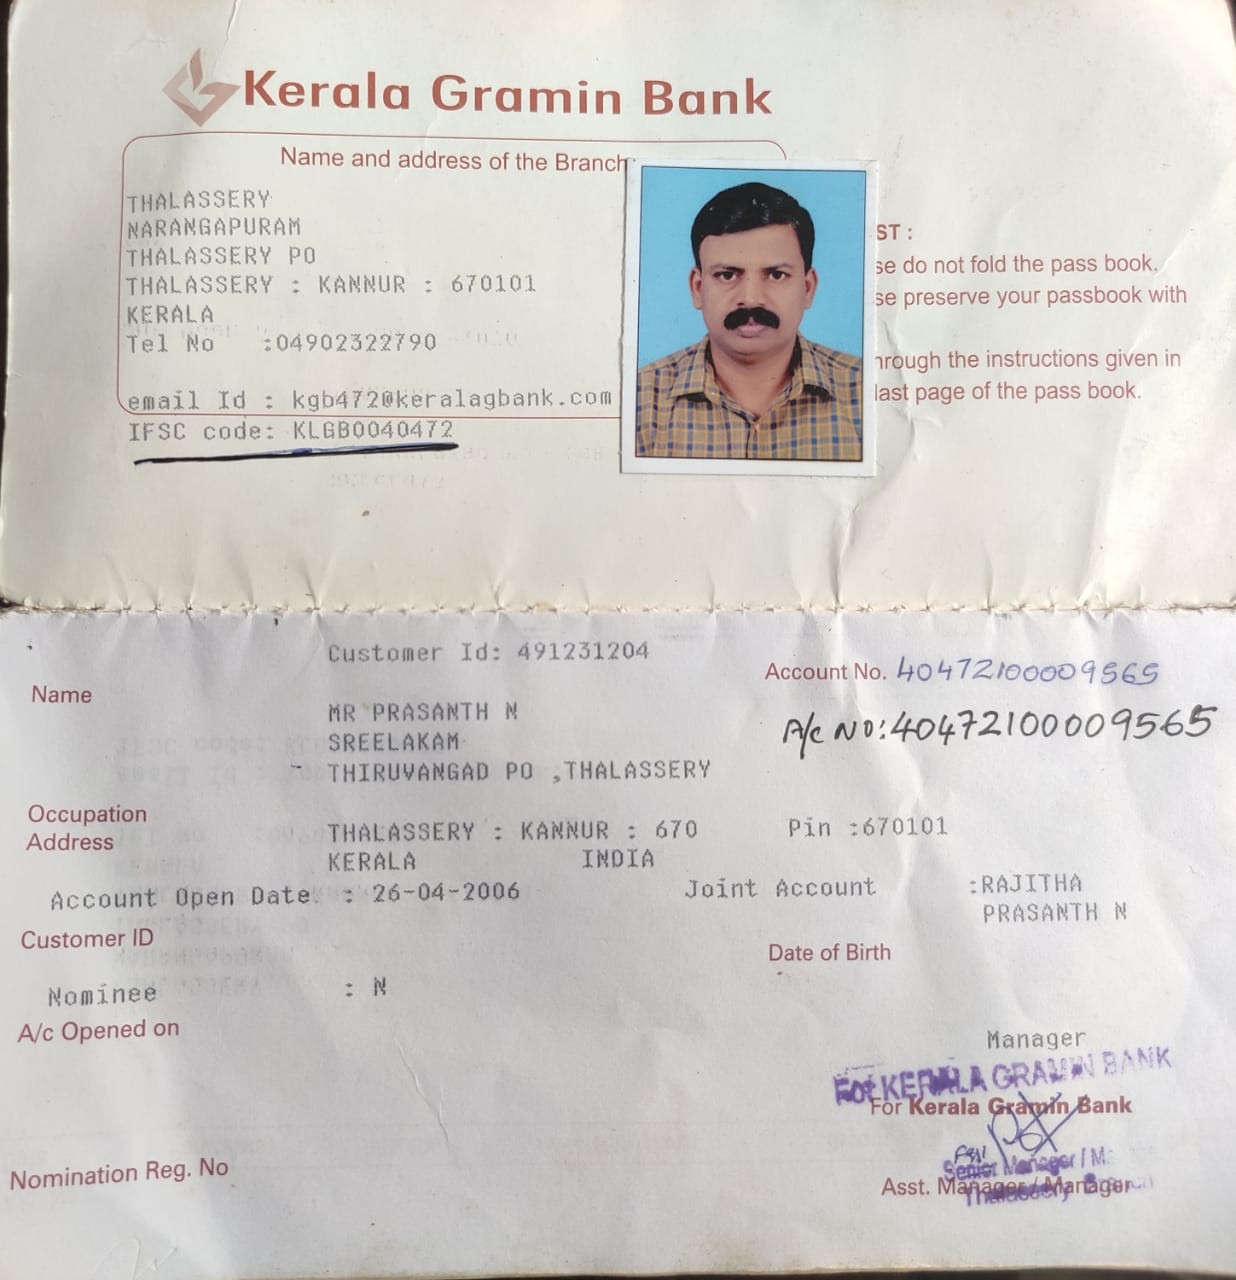 Kerala Gramin Bank
Name and address of the Branch
THALASSERY
NARANGAPURAM
THALASSERY PO
THALASSERY : KANNUR : 670101
KERALA
Tel No :04902322790
email Id : kgb472@keralagbank.com
IFSC code: KLGB0040472
ST :
se do not fold the pass book.
se preserve your passbook with
hrough the instructions given in
last page of the pass book.
Customer Id: 491231204
Account No. 40472100009565
Name
MR PRASANTH N
A/c NO:40472100009565
SREELAKAM
THIRUVANGAD PO ,THALASSERY
Occupation
Address
THALASSERY : KANNUR : 670 Pin :670101
KERALA INDIA
Account Open Date : 26-04-2006
Joint Account :RAJITHA
PRASANTH N
Customer ID
Date of Birth
Nominee : N
A/c Opened on
Manager
For KERALA GRAMIN BANK
For Kerala Gramin Bank
Senior Manager / M
Asst. Manager / Manager
Thalassery Branch
Nomination Reg. No